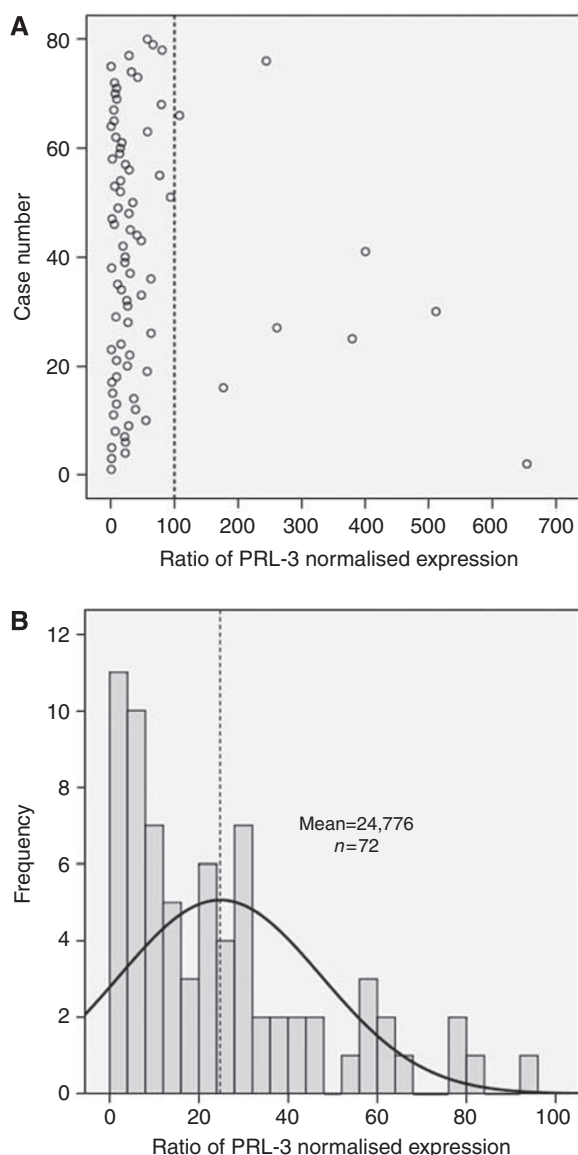 A
80
60
40
20
0
Case number
0 100 200 300 400 500 600 700
Ratio of PRL-3 normalised expression
B
12
10
8
6
4
2
0
Frequency
Mean=24,776
n=72
0 20 40 60 80 100
Ratio of PRL-3 normalised expression